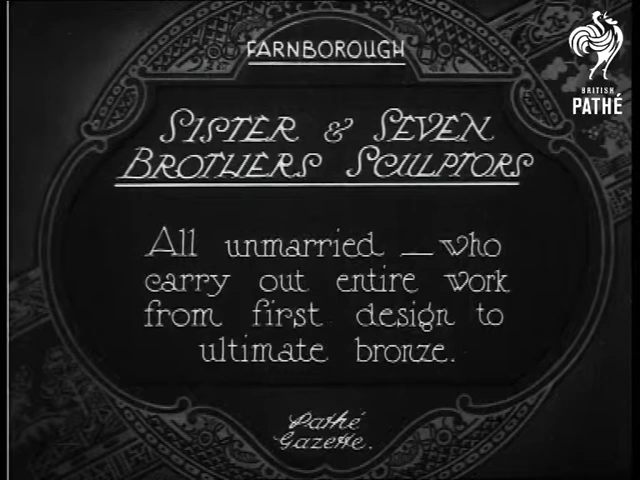 FARNBOROUGH
BRITISH
PATHÉ
SISTER & SEVEN
BROTHERS SCULPTORS
All unmarried — who
carry out entire work
from first design to
ultimate bronze.
Pathé
Gazette.